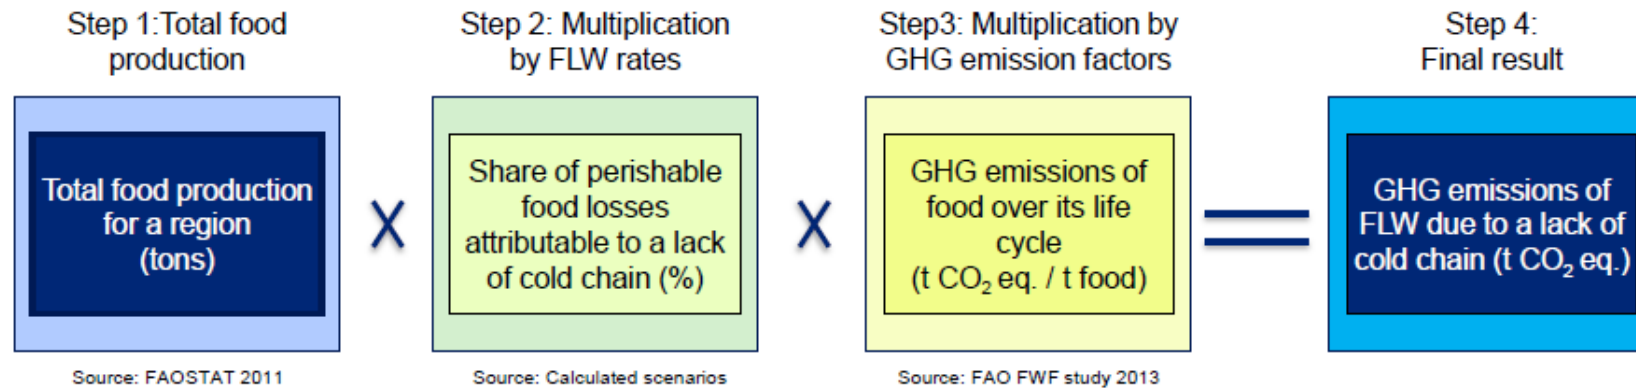 Step 1:Total food
production
Step 2: Multiplication
by FLW rates
Step3: Multiplication by
GHG emission factors
Step 4:
Final result
Total food production
for a region
(tons)
X
Share of perishable
food losses
attributable to a lack
of cold chain (%)
X
GHG emissions of
food over its life
cycle
(t CO₂ eq. / t food)
=
GHG emissions of
FLW due to a lack of
cold chain (t CO₂ eq.)
Source: FAOSTAT 2011
Source: Calculated scenarios
Source: FAO FWF study 2013